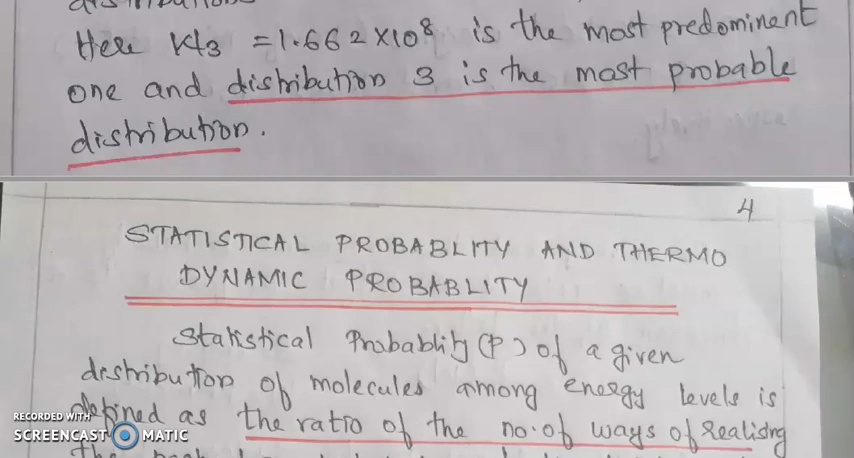 Here W3 = 1.662 x 10^8 is the most predominent
one and distribution 3 is the most probable
distribution.
4
STATISTICAL PROBABLITY AND THERMO
DYNAMIC PROBABLITY
Statistical Probablity (P) of a given
distribution of molecules among energy levels is
defined as the ratio of the no. of ways of realising
RECORDED WITH
SCREENCAST MATIC